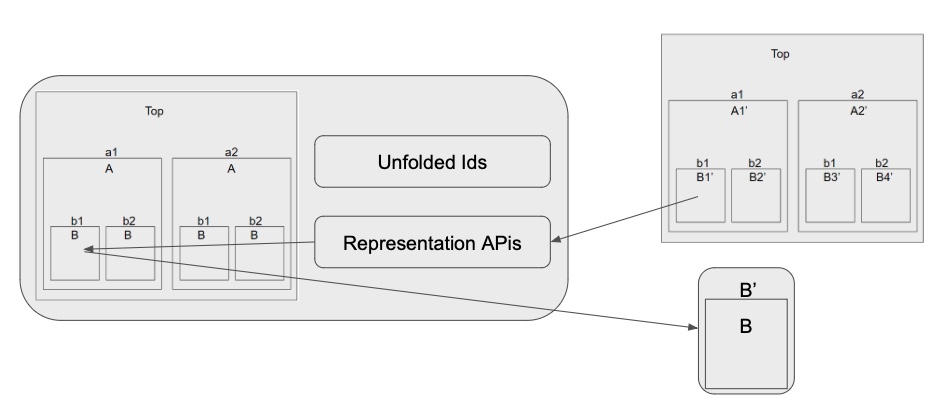 Top
a1
A
a2
A
b1
B
b2
B
b1
B
b2
B
Unfolded Ids
Representation APis
Top
a1
A1'
a2
A2'
b1
B1'
b2
B2'
b1
B3'
b2
B4'
B’
B